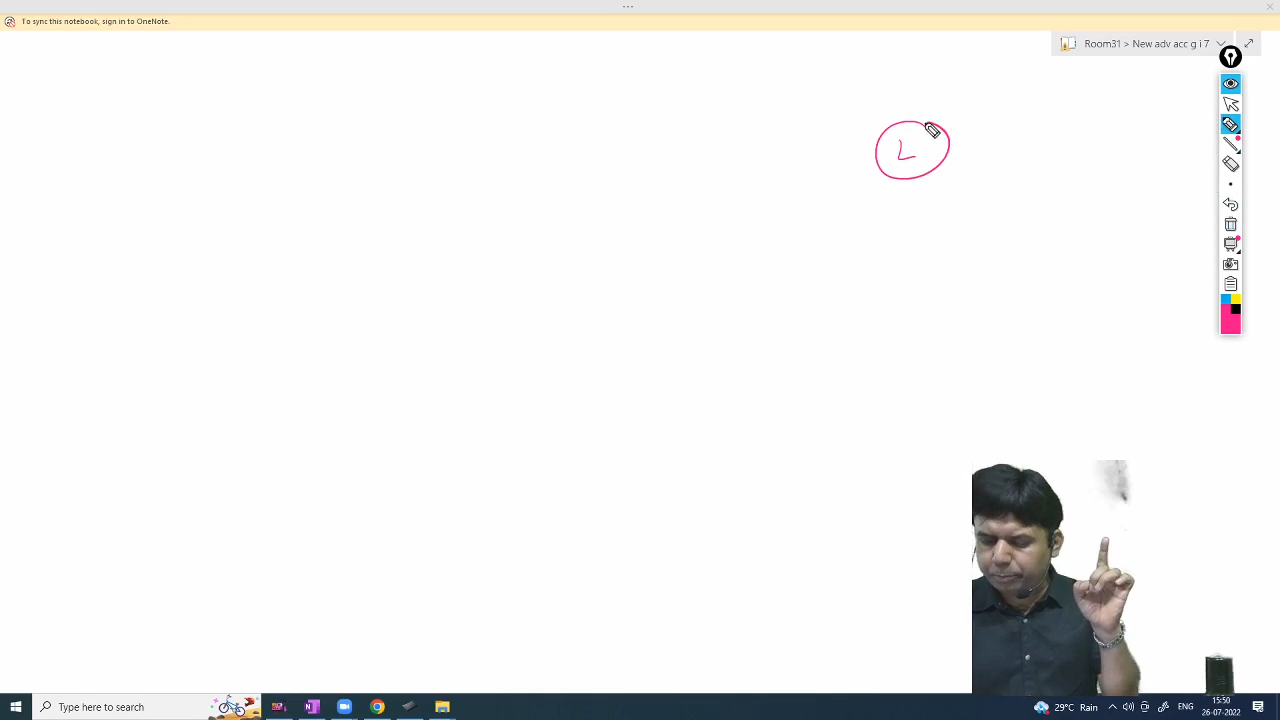 To sync this notebook, sign in to OneNote.
Room31 > New adv acc g i 7
L
Type here to search
29°C Rain
ENG
15:50
26-07-2022